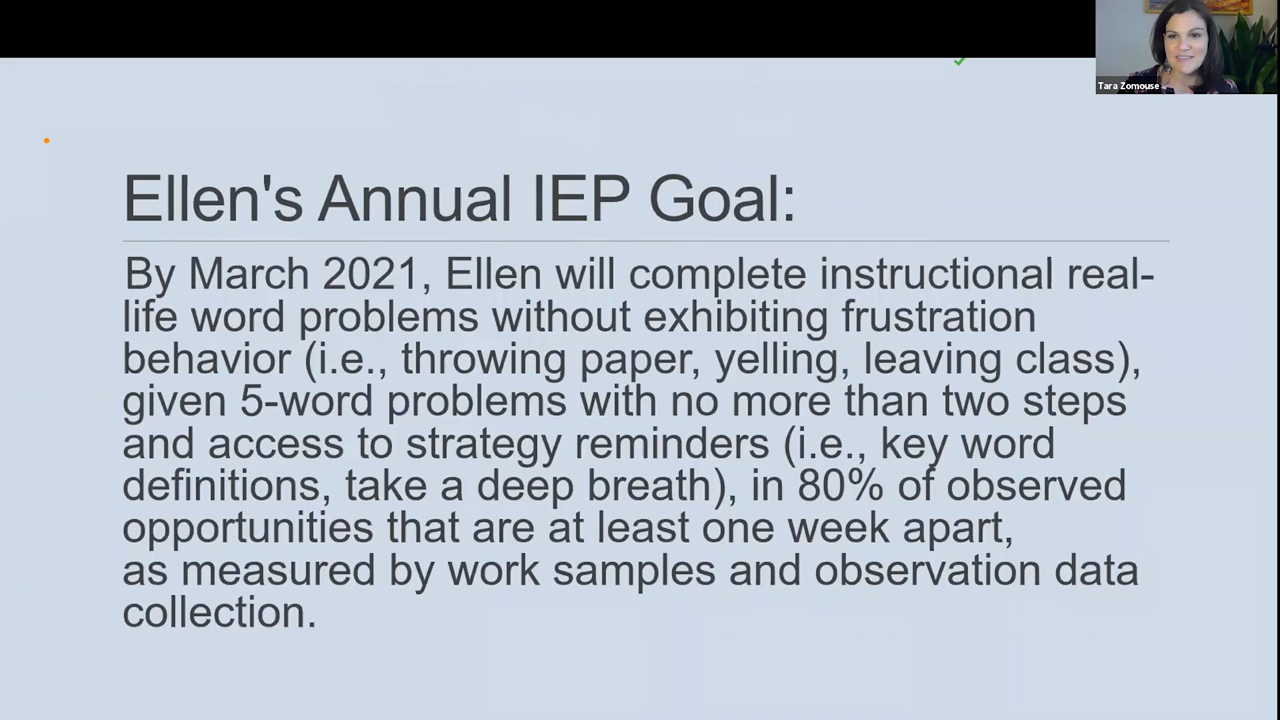 Tara Zomouse
Ellen's Annual IEP Goal:
By March 2021, Ellen will complete instructional real-
life word problems without exhibiting frustration
behavior (i.e., throwing paper, yelling, leaving class),
given 5-word problems with no more than two steps
and access to strategy reminders (i.e., key word
definitions, take a deep breath), in 80% of observed
opportunities that are at least one week apart,
as measured by work samples and observation data
collection.